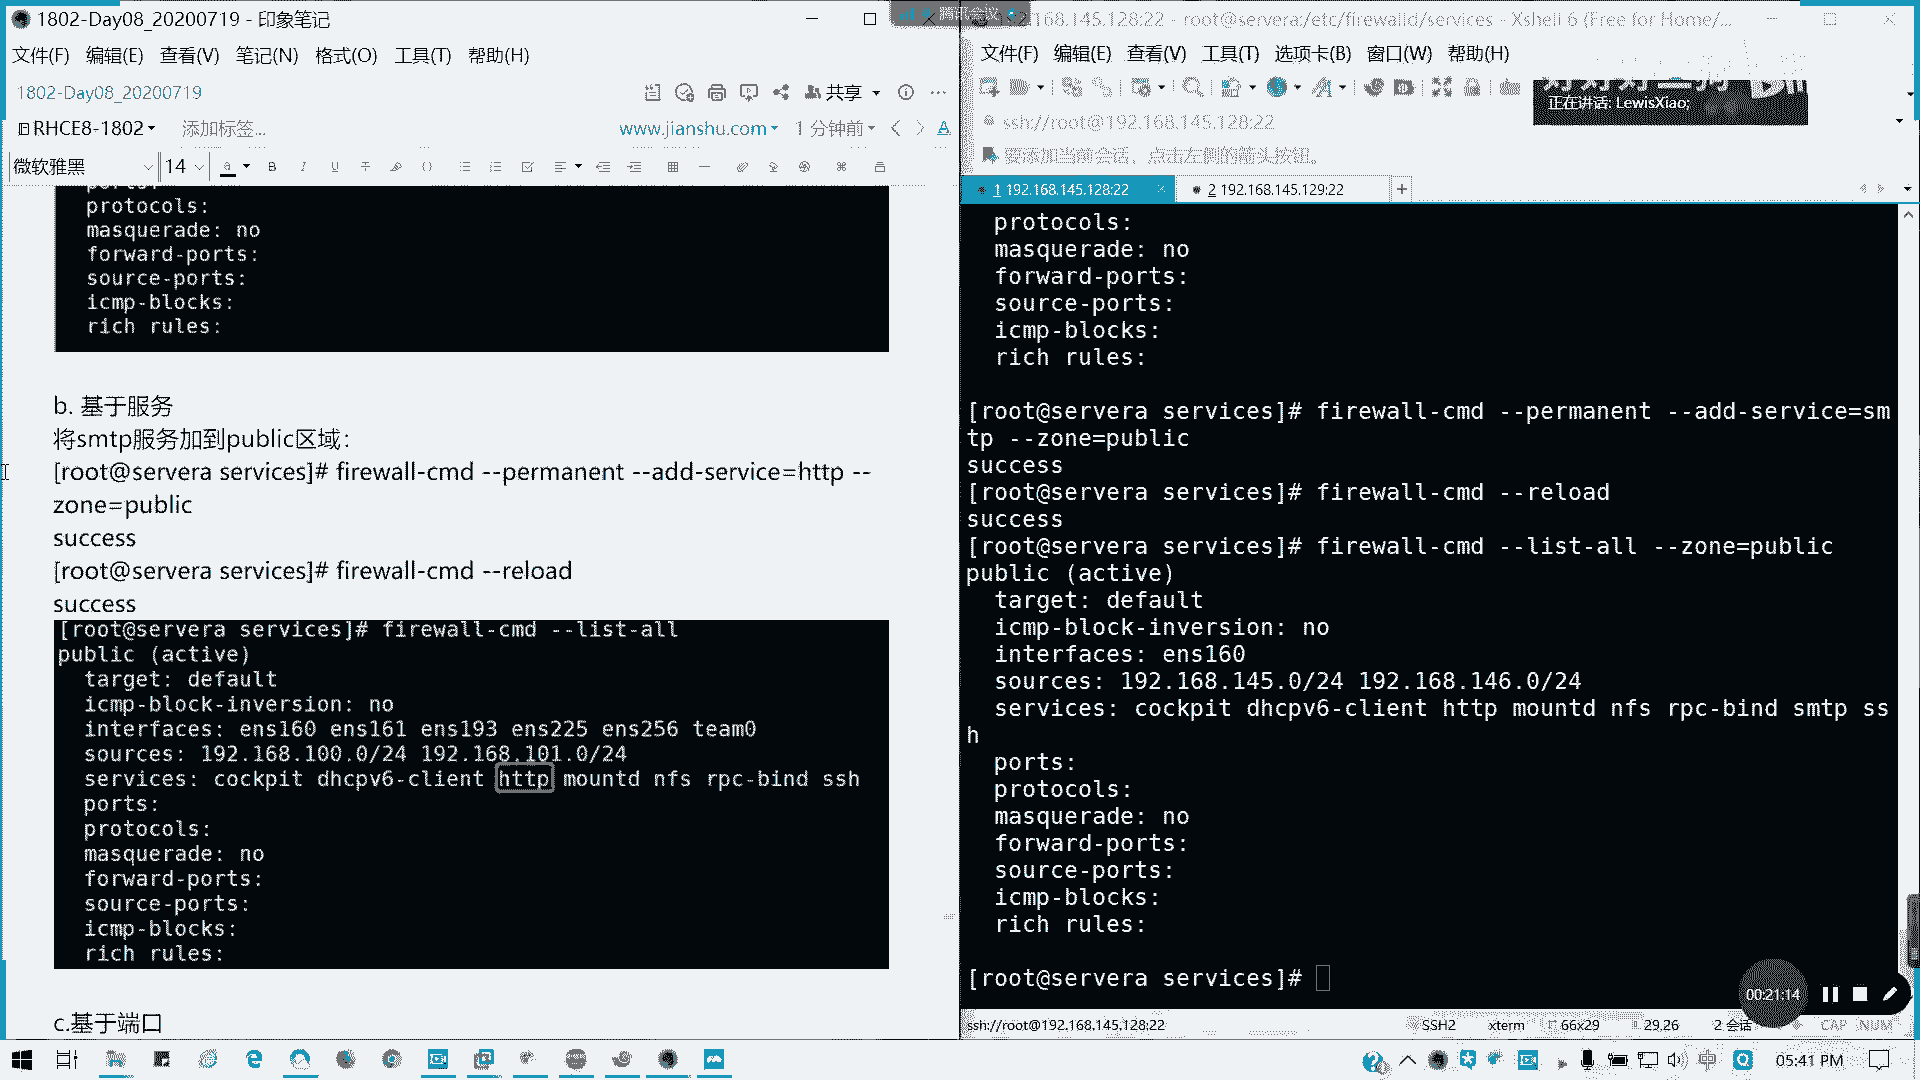 1802-Day08_20200719 - 印象笔记
文件(F) 编辑(E) 查看(V) 笔记(N) 格式(O) 工具(T) 帮助(H)
1802-Day08_20200719
共享
RHCE8-1802
添加标签...
www.jianshu.com
1 分钟前
微软雅黑
14
protocols:
masquerade: no
forward-ports:
source-ports:
icmp-blocks:
rich rules:
b. 基于服务
将smtp服务加到public区域：
[root@servera services]# firewall-cmd --permanent --add-service=http --
zone=public
success
[root@servera services]# firewall-cmd --reload
success
[root@servera services]# firewall-cmd --list-all
public (active)
target: default
icmp-block-inversion: no
interfaces: ens160 ens161 ens193 ens225 ens256 team0
sources: 192.168.100.0/24 192.168.101.0/24
services: cockpit dhcpv6-client http mountd nfs rpc-bind ssh
ports:
protocols:
masquerade: no
forward-ports:
source-ports:
icmp-blocks:
rich rules:
c.基于端口
腾讯会议
.168.145.128:22 - root@servera:/etc/firewalld/services - Xshell 6 (Free for Home/...
文件(F) 编辑(E) 查看(V) 工具(T) 选项卡(B) 窗口(W) 帮助(H)
正在讲话: LewisXiao;
ssh://root@192.168.145.128:22
要添加当前会话，点击左侧的箭头按钮。
1 192.168.145.128:22
2 192.168.145.129:22
protocols:
masquerade: no
forward-ports:
source-ports:
icmp-blocks:
rich rules:
[root@servera services]# firewall-cmd --permanent --add-service=sm
tp --zone=public
success
[root@servera services]# firewall-cmd --reload
success
[root@servera services]# firewall-cmd --list-all --zone=public
public (active)
target: default
icmp-block-inversion: no
interfaces: ens160
sources: 192.168.145.0/24 192.168.146.0/24
services: cockpit dhcpv6-client http mountd nfs rpc-bind smtp ss
h
ports:
protocols:
masquerade: no
forward-ports:
source-ports:
icmp-blocks:
rich rules:
[root@servera services]#
00:21:14
ssh://root@192.168.145.128:22
SSH2
xterm
66x29
29,26
2 会话
CAP
NUM
中
05:41 PM